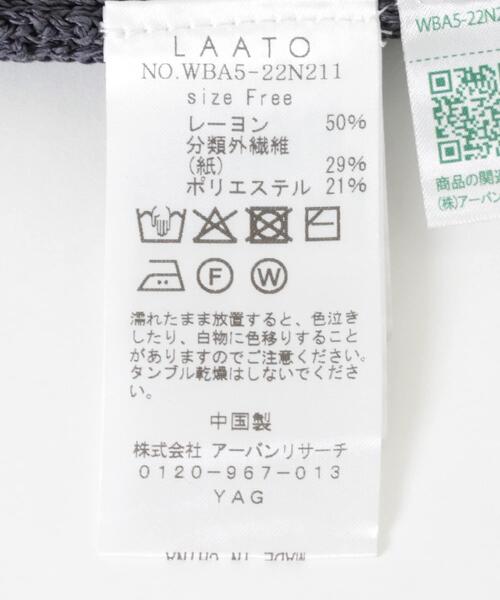 LAATO
NO.WBA5-22N211
size Free
レーヨン 50%
分類外繊維
(紙) 29%
ポリエステル 21%
F W
濡れたまま放置すると、色泣き
したり、白物に色移りすること
がありますのでご注意ください。
タンブル乾燥はしないでくださ
い。
中国製
株式会社 アーバンリサーチ
0120-967-013
YAG
MADE IN CHINA
WBA5-22N
商品の関連
(株)アーバン